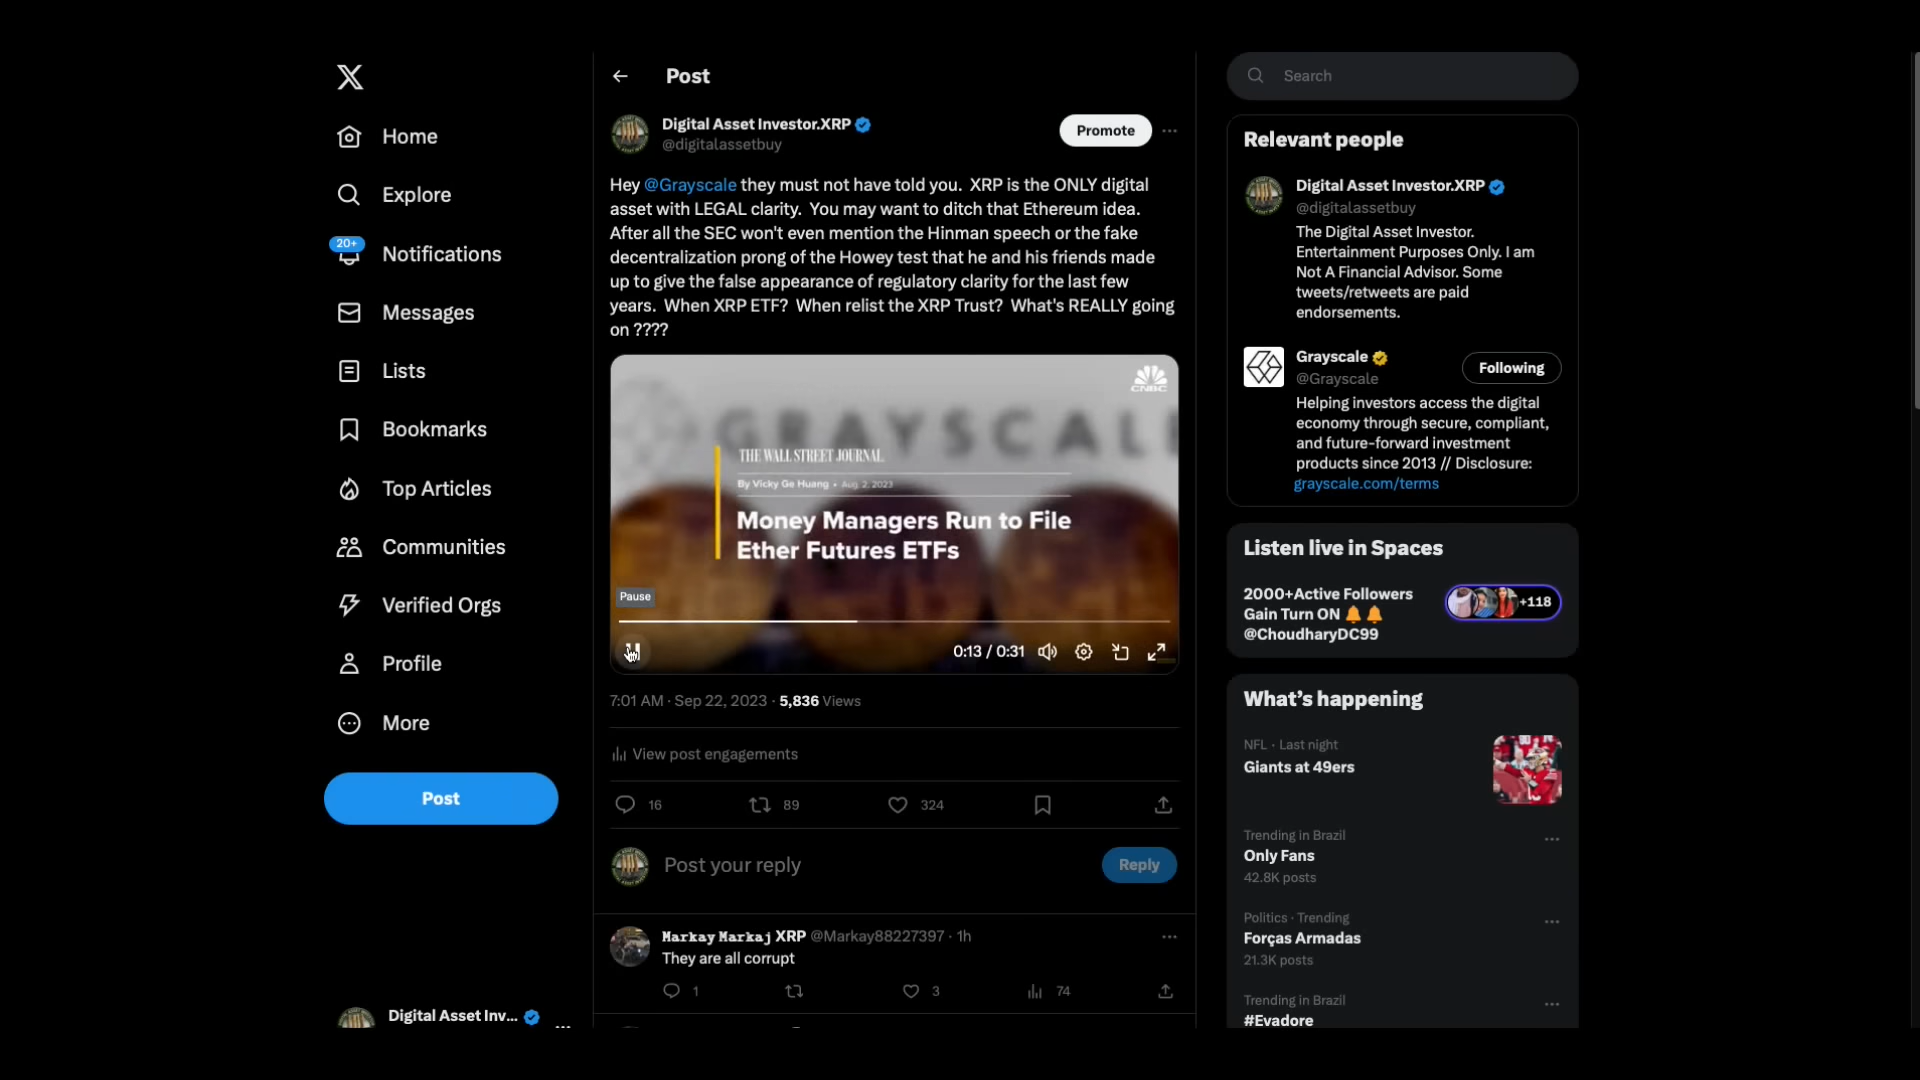 Home
Explore
20+
Notifications
Messages
Lists
Bookmarks
Top Articles
Communities
Verified Orgs
Profile
More
Post
Digital Asset Inv...
Post
Digital Asset Investor.XRP
@digitalassetbuy
Promote
Hey @Grayscale they must not have told you.  XRP is the ONLY digital
asset with LEGAL clarity.  You may want to ditch that Ethereum idea.
After all the SEC won't even mention the Hinman speech or the fake
decentralization prong of the Howey test that he and his friends made
up to give the false appearance of regulatory clarity for the last few
years.  When XRP ETF?  When relist the XRP Trust?  What's REALLY going
on ????
CNBC
GRAYSCALE
THE WALL STREET JOURNAL.
By Vicky Ge Huang • Aug. 2, 2023
Money Managers Run to File
Ether Futures ETFs
Pause
0:13 / 0:31
7:01 AM · Sep 22, 2023 · 5,836 Views
View post engagements
16 89 324
Post your reply
Reply
Markay Markaj XRP @Markay88227397 · 1h
They are all corrupt
1 3 74
Search
Relevant people
Digital Asset Investor.XRP
@digitalassetbuy
The Digital Asset Investor.
Entertainment Purposes Only. I am
Not A Financial Advisor. Some
tweets/retweets are paid
endorsements.
Grayscale
@Grayscale
Following
Helping investors access the digital
economy through secure, compliant,
and future-forward investment
products since 2013 // Disclosure:
grayscale.com/terms
Listen live in Spaces
2000+Active Followers
Gain Turn ON 🔔🔔
@ChoudharyDC99
+118
What's happening
NFL · Last night
Giants at 49ers
Trending in Brazil
Only Fans
42.8K posts
Politics · Trending
Forças Armadas
21.3K posts
Trending in Brazil
#Evadore